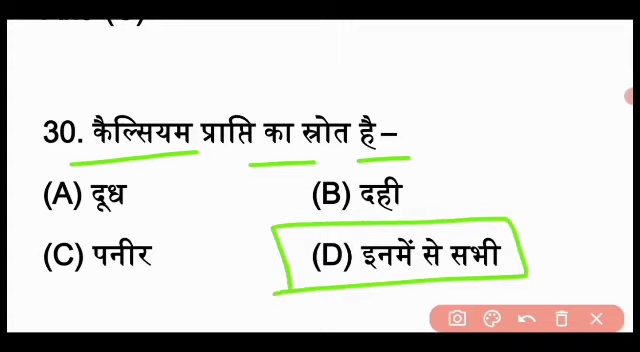 30. कैल्सियम प्राप्ति का स्रोत है–
(A) दूध (B) दही
(C) पनीर (D) इनमें से सभी